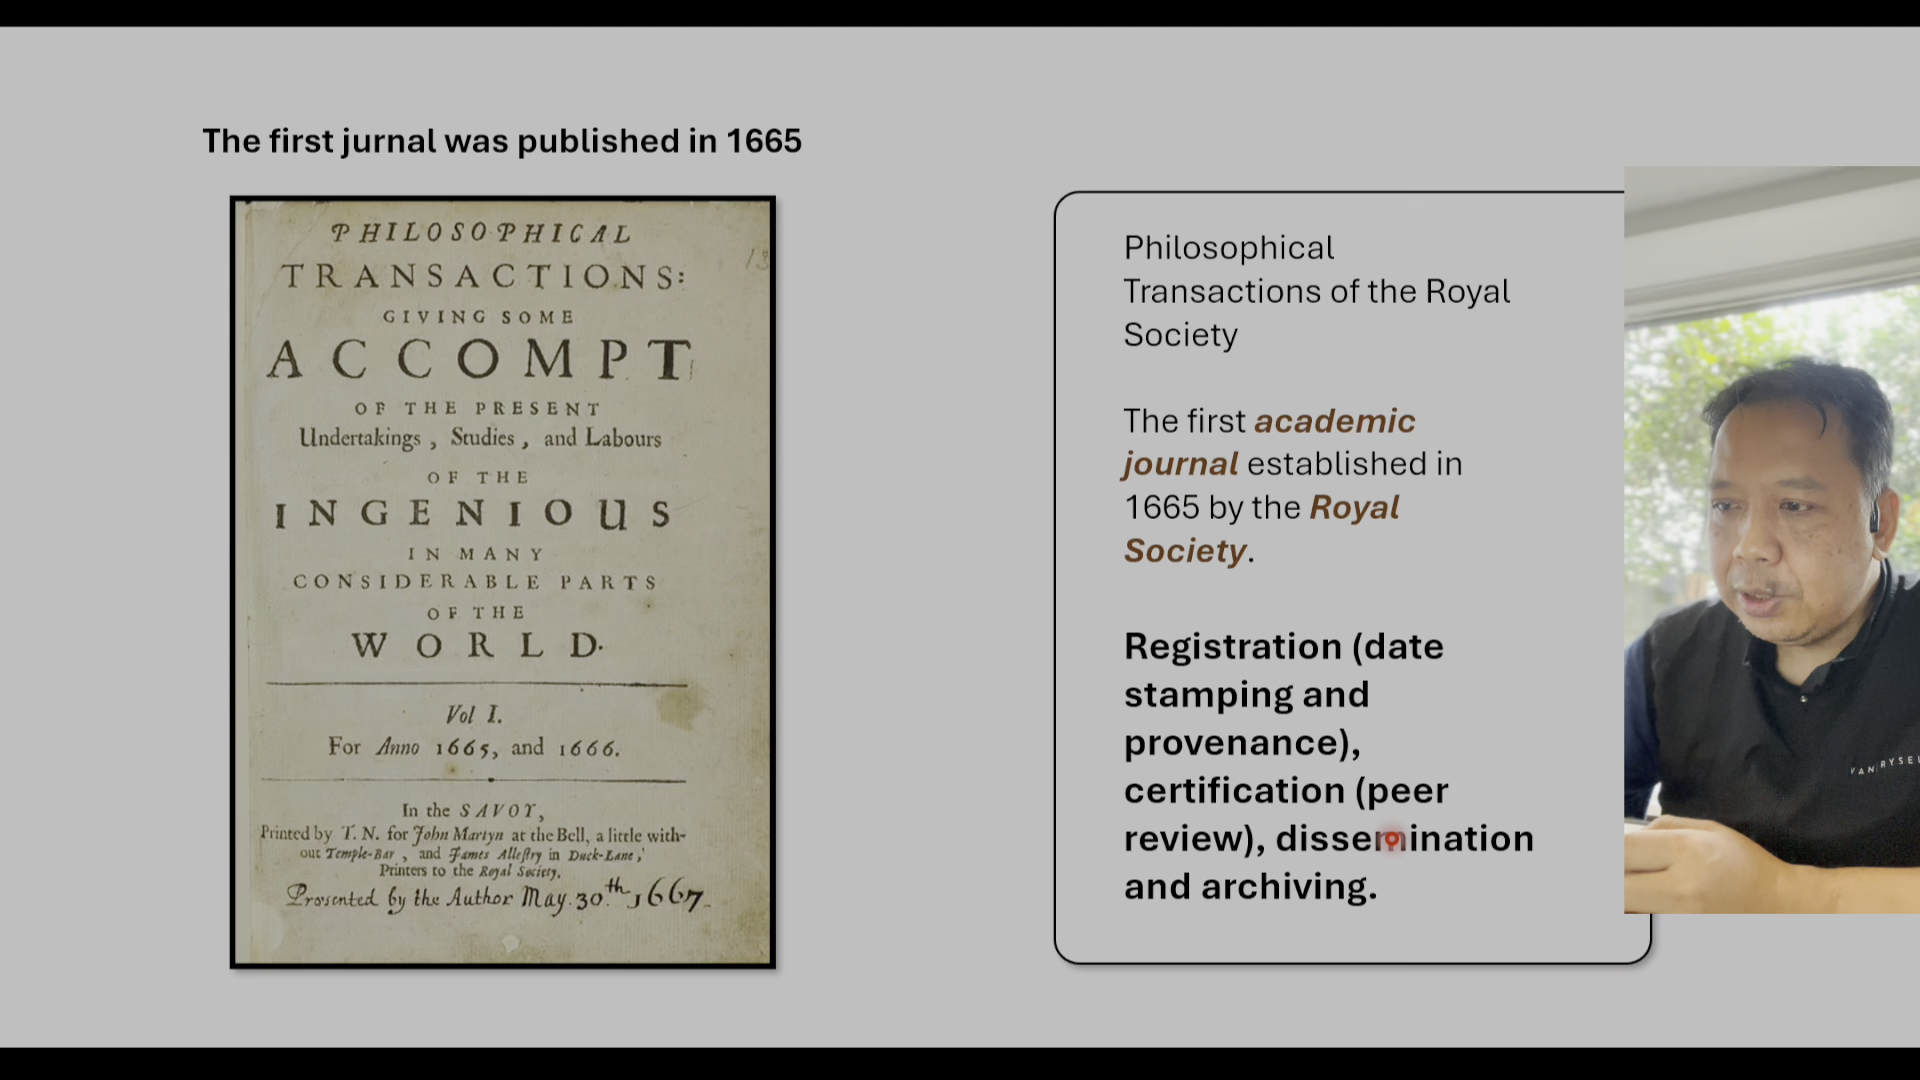 The first jurnal was published in 1665
PHILOSOPHICAL
TRANSACTIONS:
GIVING SOME
ACCOMPT
OF THE PRESENT
Undertakings, Studies, and Labours
OF THE
INGENIOUS
IN MANY
CONSIDERABLE PARTS
OF THE
WORLD.
Vol I.
For Anno 1665, and 1666.
In the SAVOY,
Printed by T. N. for John Martyn at the Bell, a little with-
out Temple-Bar, and James Allestry in Duck-Lane,
Printers to the Royal Society.
Presented by the Author May. 30th 1667
Philosophical
Transactions of the Royal
Society
The first academic
journal established in
1665 by the Royal
Society.
Registration (date
stamping and
provenance),
certification (peer
review), dissemination
and archiving.